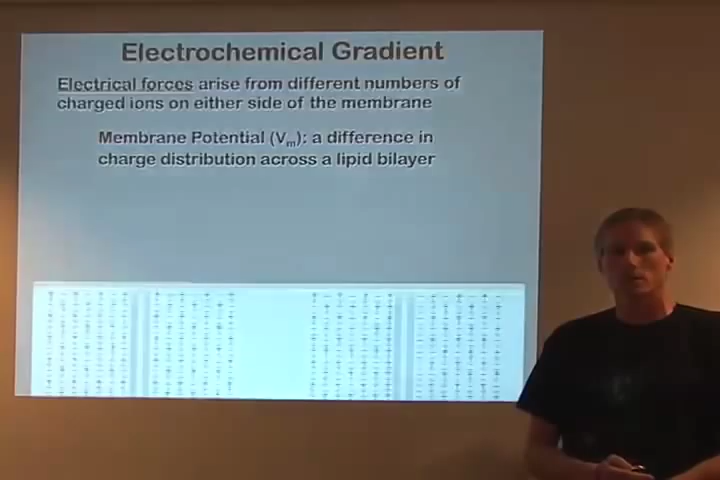 Electrochemical Gradient
Electrical forces arise from different numbers of
charged ions on either side of the membrane
Membrane Potential (Vm): a difference in
charge distribution across a lipid bilayer